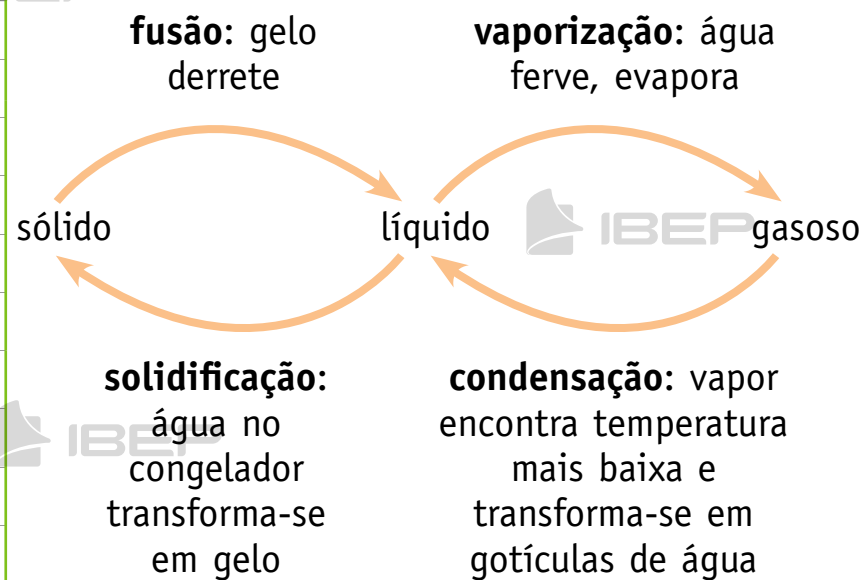 fusão: gelo
derrete
vaporização: água
ferve, evapora
sólido
líquido
IBEP
gasoso
solidificação:
água no
congelador
transforma-se
em gelo
condensação: vapor
encontra temperatura
mais baixa e
transforma-se em
gotículas de água
IBEP